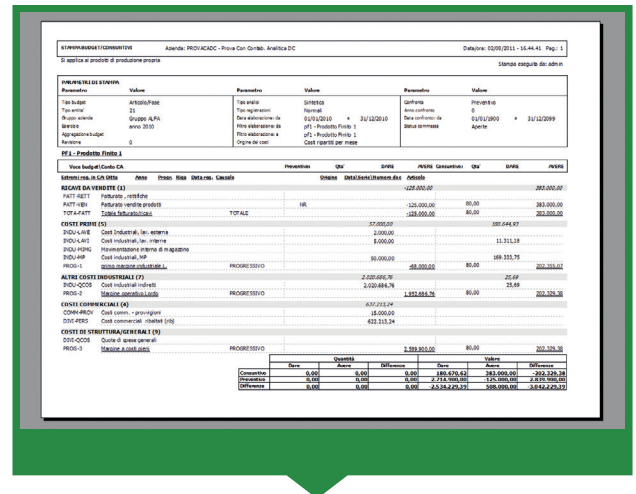 STAMPA BUDGET/CONSUNTIVI Azienda: PROVACADC - Prova Con Contab. Analitica DC Data/ora: 02/08/2011 - 16.44.41 Pag.: 1
Si applica ai prodotti di produzione propria Stampa eseguita da: admin
PARAMETRI DI STAMPA
Parametro Valore Parametro Valore Parametro Valore
Tipo budget Articolo/Fase Tipo analisi Sintetica Confronta Preventivo
Tipo entita' 21 Tipo registrazioni Normali Anno confronto 0
Gruppo aziende Gruppo ALFA Data elaborazione: da 01/01/2010 a 31/12/2010 Data confronto: da 01/01/1900 a 31/12/2099
Esercizio anno 2010 Filtro elaborazione: da pf1 - Prodotto Finito 1 Status commessa Aperte
Aggregazione budget Filtro elaborazione: a pf1 - Prodotto Finito 1
Revisione 0 Origine dei costi Costi ripartiti per mese
PF1 - Prodotto Finito 1
Voce budget\Conto CA Preventivo: Qta' DARE AVERE Consuntivo: Qta' DARE AVERE
Estremi reg. in CA Ditta Anno Progr. Riga Data reg. Causale Origine Data\Serie\Numero doc Articolo
RICAVI DA VENDITE (1) -125.000,00 383.000,00
FATT-RETT Fatturato , rettifiche
FATT-VEN Fatturato vendite prodotti NR -125.000,00 80,00 383.000,00
TOTA-FATT Totale fatturato/ricavi TOTALE -125.000,00 80,00 383.000,00
COSTI PRIMI (5) 57.000,00 180.644,93
INDU-LAVE Costi Industriali, lav. esterna 2.000,00
INDU-LAVI Costi industriali, lav. interne 5.000,00 11.311,18
INDU-MIMG Movimentazione interna di magazzino
INDU-MP Costi industriali, MP 50.000,00 169.333,75
PROG-1 primo margine industriale L. PROGRESSIVO -68.000,00 80,00 202.355,07
ALTRI COSTI INDUSTRIALI (7) 2.020.686,76 25,69
INDU-QCOS Costi industriali indiretti 2.020.686,76 25,69
PROG-2 Margine operativo Lordo PROGRESSIVO 1.952.686,76 80,00 202.329,38
COSTI COMMERCIALI (4) 637.213,24
COMM-PROV Costi comm. - provvigioni 15.000,00
DIVI-PERS Costi commerciali ribaltati (rib) 622.213,24
COSTI DI STRUTTURA/GENERALI (9)
DIVI-QCOS Quote di spese generali
PROG-3 Margine a costi pieni PROGRESSIVO 2.589.900,00 80,00 202.329,38
Quantità Valore
Dare Avere Differenze Dare Avere Differenze
Consuntivo 0,00 0,00 0,00 180.670,62 383.000,00 -202.329,38
Preventivo 0,00 0,00 0,00 2.714.900,00 -125.000,00 2.839.900,00
Differenze 0,00 0,00 0,00 -2.534.229,39 508.000,00 -3.042.229,39